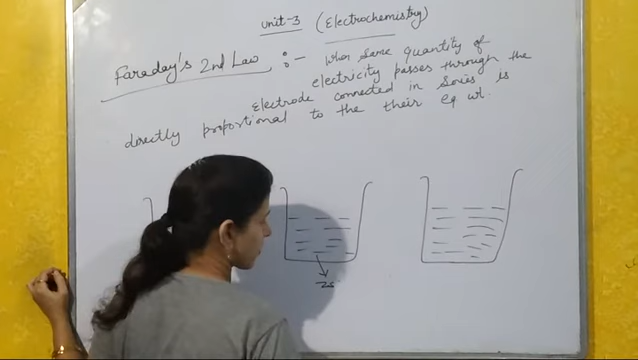 unit-3 (Electrochemistry)
Faraday's 2nd Law :- When same quantity of
electricity passes through the
Electrode connected in Series is
directly proportional to the their eq wt.